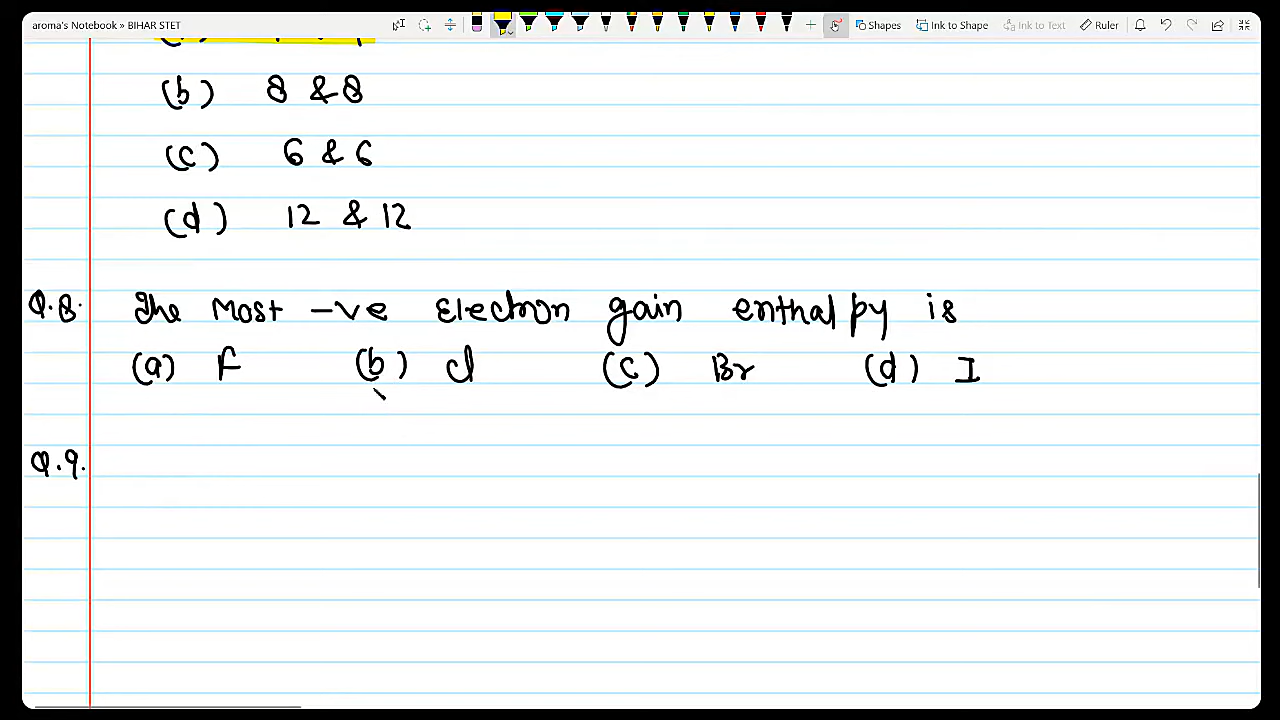 aroma's Notebook » BIHAR STET
Shapes Ink to Shape Ink to Text Ruler
(b) 8 & 8
(c) 6 & 6
(d) 12 & 12
Q.8. The Most -ve Electron gain enthalpy is
(a) F (b) Cl (c) Br (d) I
Q.9.